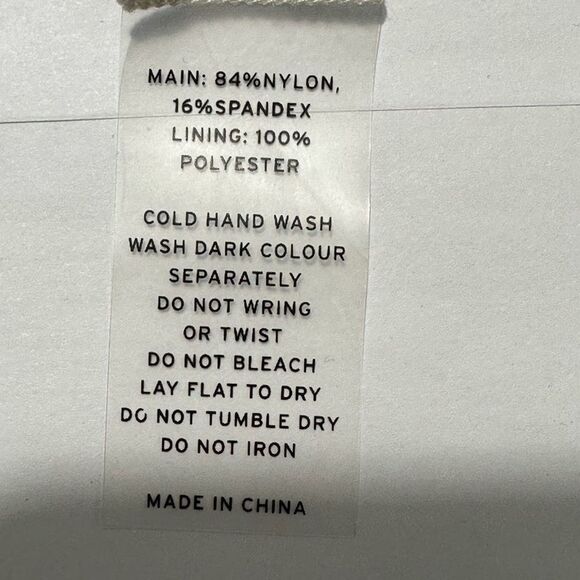 MAIN: 84%NYLON,
16%SPANDEX
LINING: 100%
POLYESTER
COLD HAND WASH
WASH DARK COLOUR
SEPARATELY
DO NOT WRING
OR TWIST
DO NOT BLEACH
LAY FLAT TO DRY
DO NOT TUMBLE DRY
DO NOT IRON
MADE IN CHINA